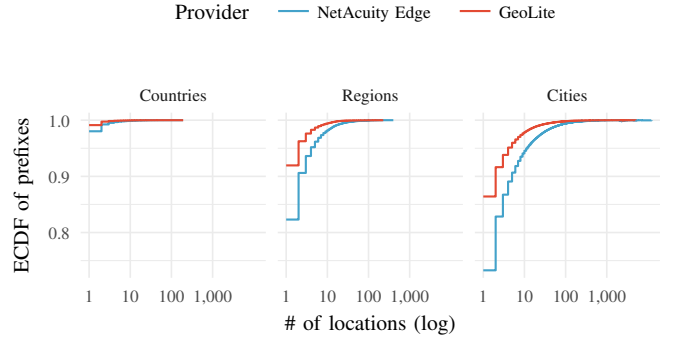 Provider NetAcuity Edge GeoLite
Countries Regions Cities
ECDF of prefixes
1.0
0.9
0.8
1 10 100 1,000 1 10 100 1,000 1 10 100 1,000
# of locations (log)